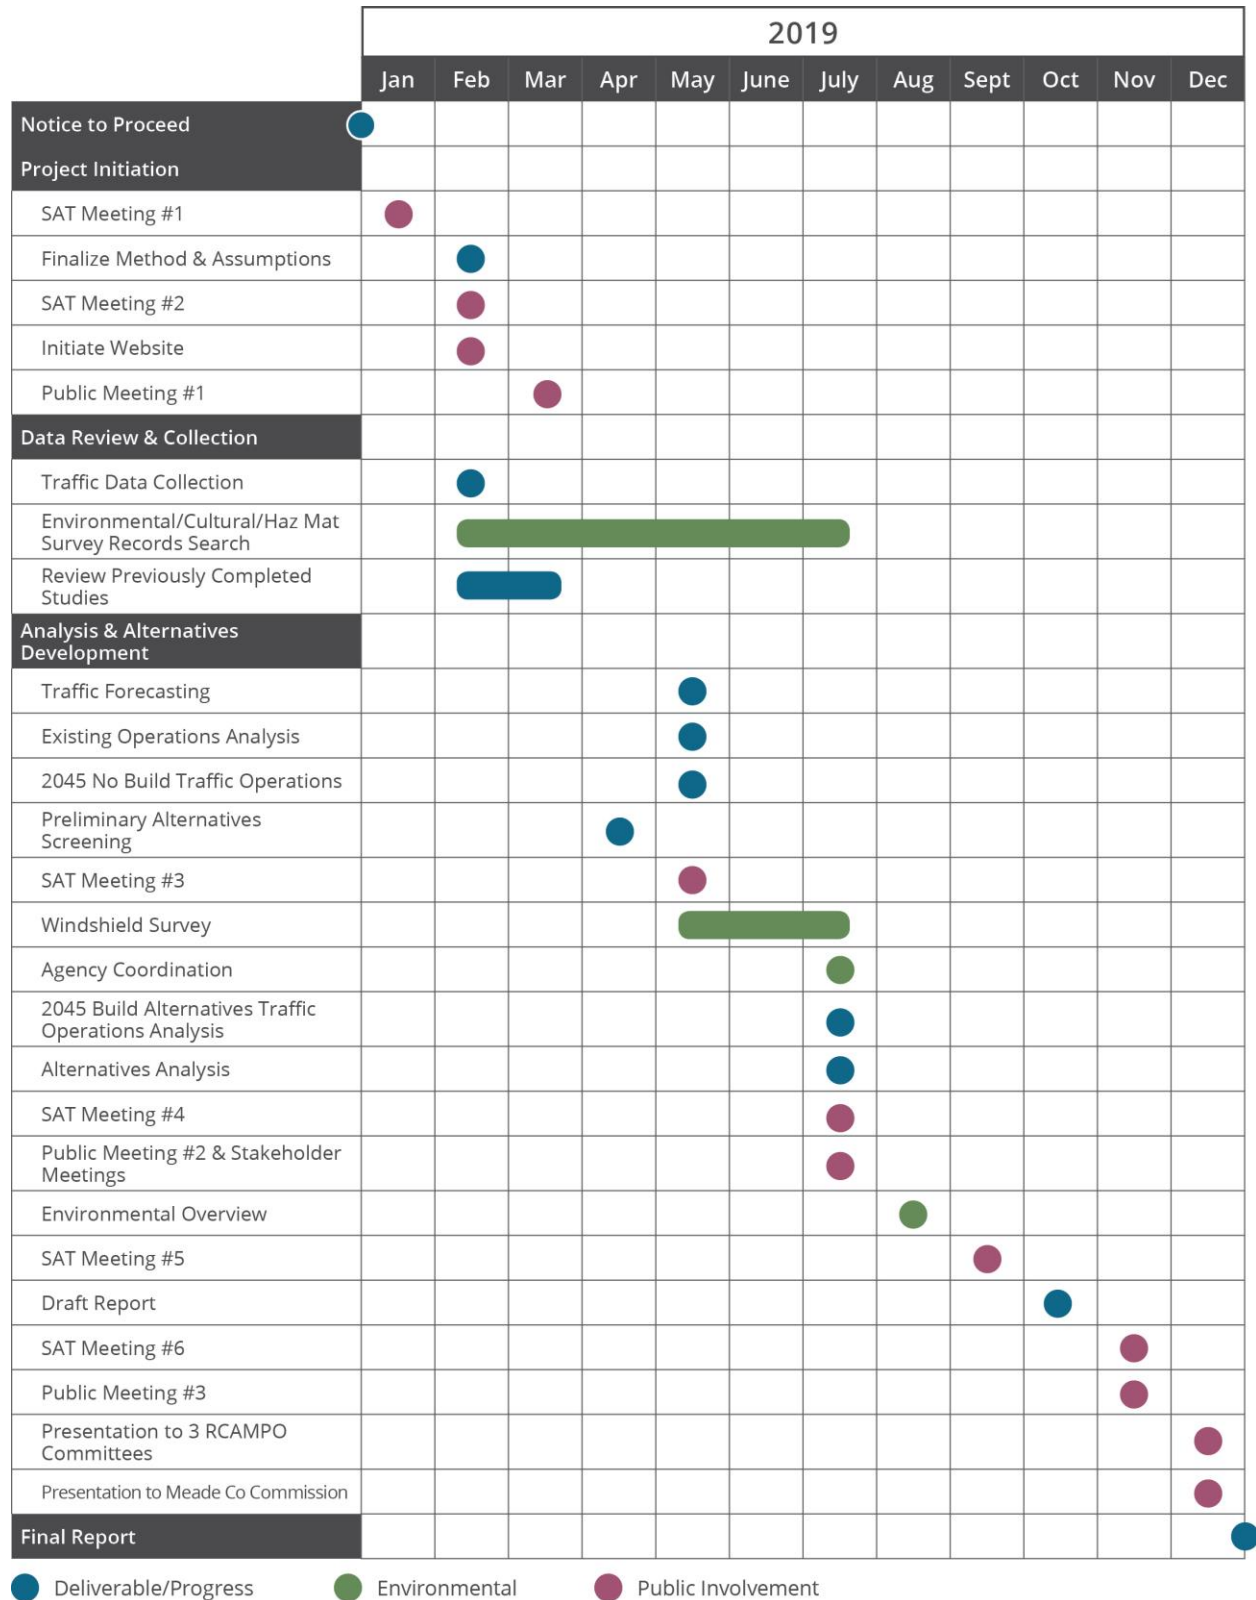 2019
Jan Feb Mar Apr May June July Aug Sept Oct Nov Dec
Notice to Proceed
Project Initiation
SAT Meeting #1
Finalize Method & Assumptions
SAT Meeting #2
Initiate Website
Public Meeting #1
Data Review & Collection
Traffic Data Collection
Environmental/Cultural/Haz Mat
Survey Records Search
Review Previously Completed
Studies
Analysis & Alternatives
Development
Traffic Forecasting
Existing Operations Analysis
2045 No Build Traffic Operations
Preliminary Alternatives
Screening
SAT Meeting #3
Windshield Survey
Agency Coordination
2045 Build Alternatives Traffic
Operations Analysis
Alternatives Analysis
SAT Meeting #4
Public Meeting #2 & Stakeholder
Meetings
Environmental Overview
SAT Meeting #5
Draft Report
SAT Meeting #6
Public Meeting #3
Presentation to 3 RCAMPO
Committees
Presentation to Meade Co Commission
Final Report
Deliverable/Progress Environmental Public Involvement